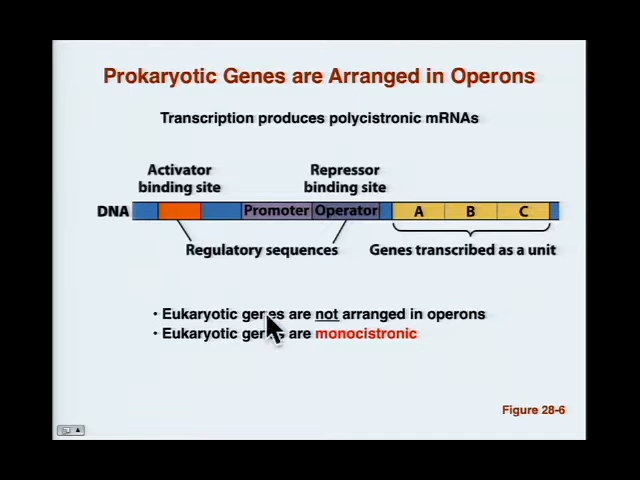 Prokaryotic Genes are Arranged in Operons
Transcription produces polycistronic mRNAs
Activator
binding site
Repressor
binding site
DNA
Promoter
Operator
A
B
C
Regulatory sequences
Genes transcribed as a unit
• Eukaryotic genes are not arranged in operons
• Eukaryotic genes are monocistronic
Figure 28-6